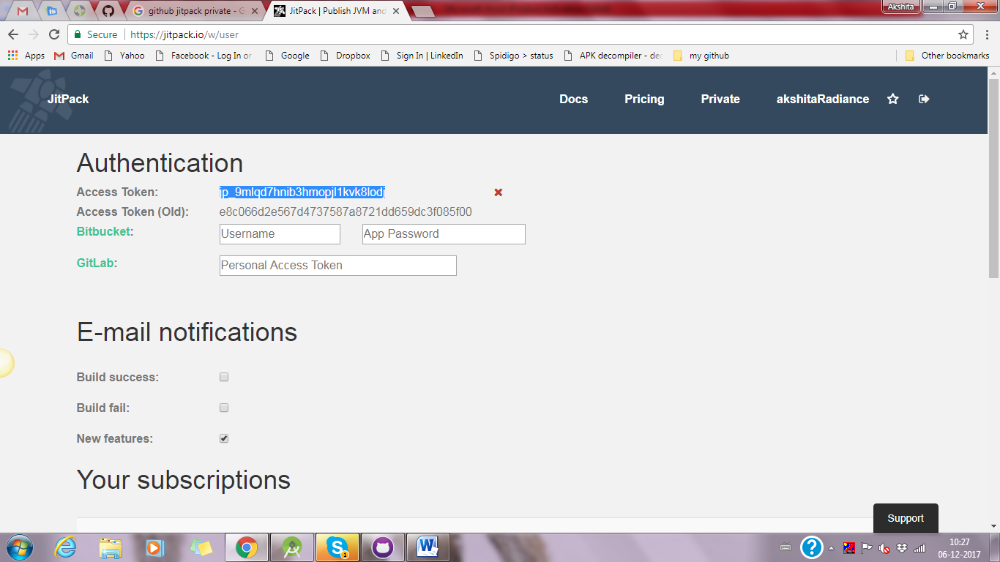 github jitpack private - G
JitPack | Publish JVM and
Akshita
Secure
https://jitpack.io/w/user
Apps
Gmail
Yahoo
Facebook - Log In or
Google
Dropbox
Sign In | LinkedIn
Spidigo > status
APK decompiler - dec
my github
Other bookmarks
JitPack
Docs
Pricing
Private
akshitaRadiance
Authentication
Access Token:
Access Token (Old): e8c066d2e567d4737587a8721dd659dc3f085f00
Bitbucket: Username App Password
GitLab: Personal Access Token
E-mail notifications
Build success:
Build fail:
New features:
Your subscriptions
Support
1
10:27
06-12-2017